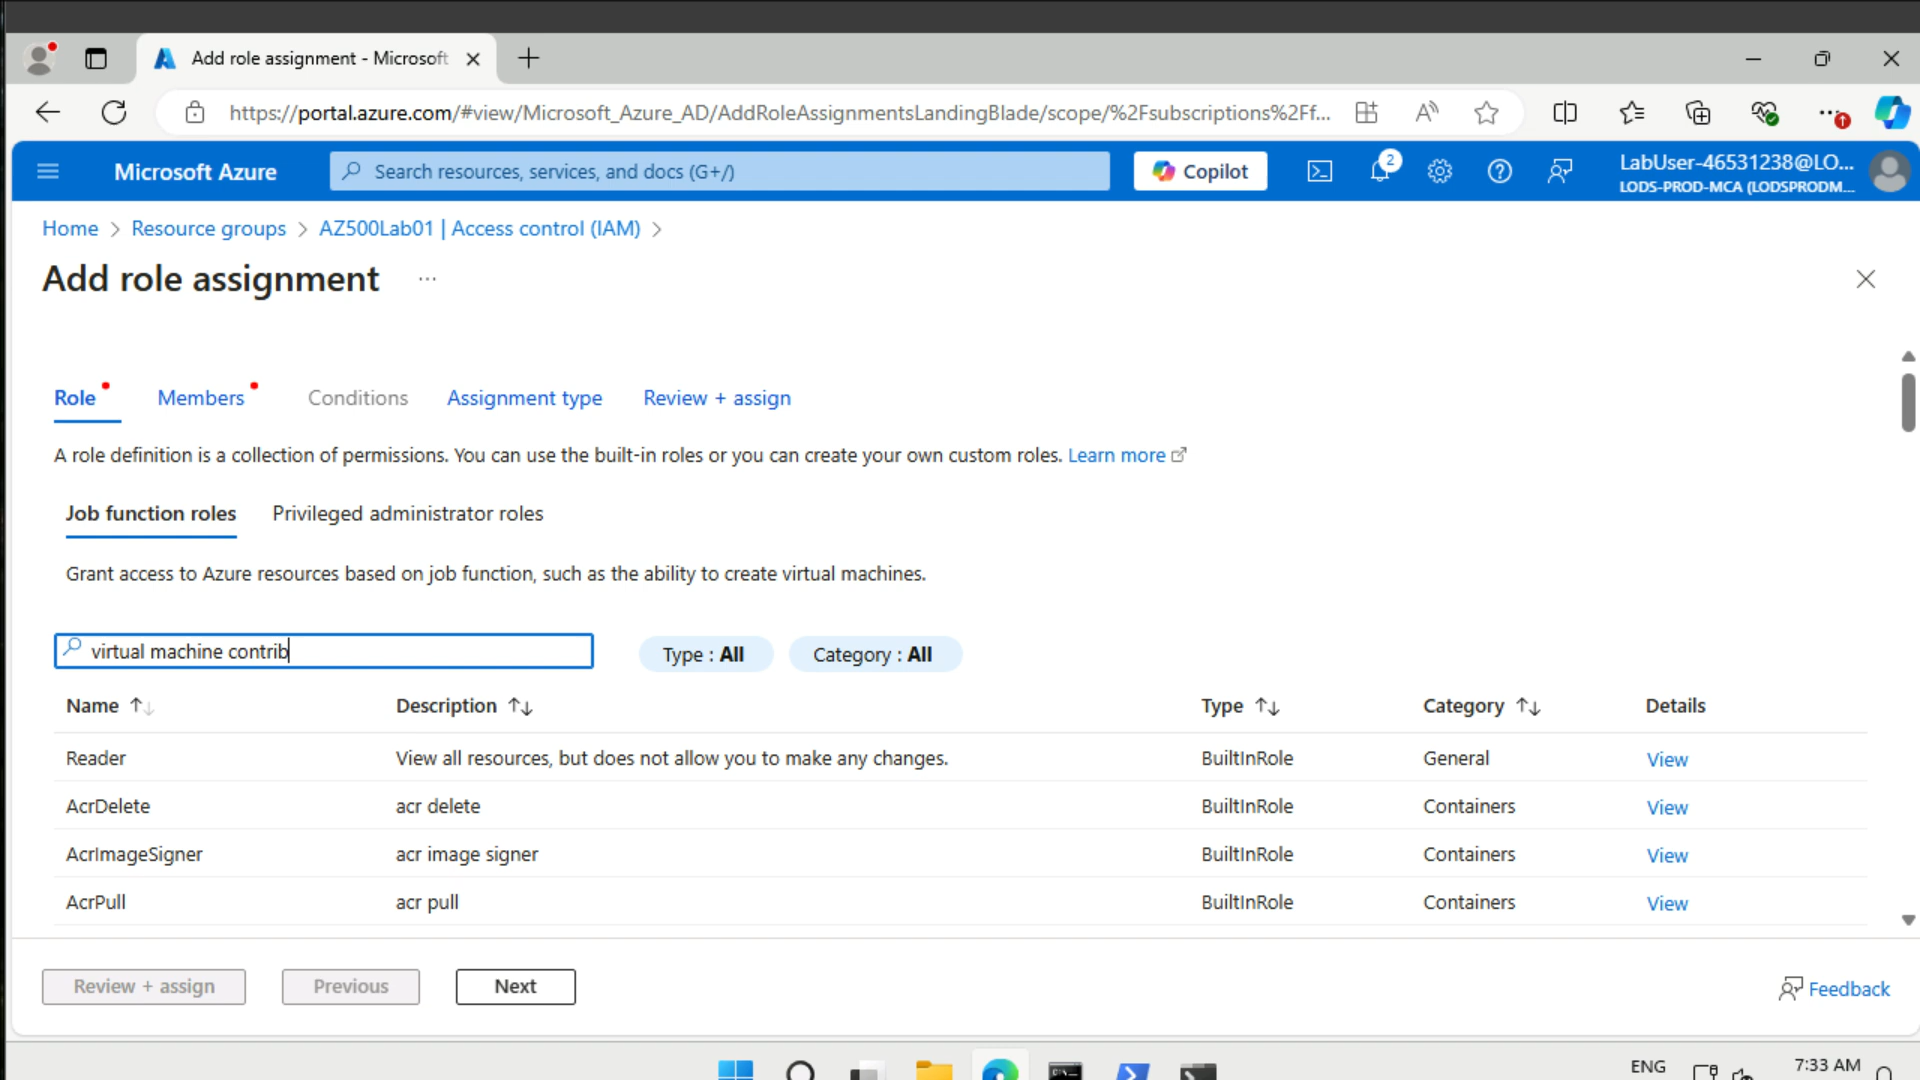 Add role assignment - Microsoft
https://portal.azure.com/#view/Microsoft_Azure_AD/AddRoleAssignmentsLandingBlade/scope/%2Fsubscriptions%2Ff...
Microsoft Azure
Search resources, services, and docs (G+/)
Copilot
2
LabUser-46531238@LO...
LODS-PROD-MCA (LODSPRODM...
Home > Resource groups > AZ500Lab01 | Access control (IAM) >
Add role assignment ...
Role Members Conditions Assignment type Review + assign
A role definition is a collection of permissions. You can use the built-in roles or you can create your own custom roles. Learn more
Job function roles Privileged administrator roles
Grant access to Azure resources based on job function, such as the ability to create virtual machines.
virtual machine contrib
Type : All Category : All
Name Description Type Category Details
Reader View all resources, but does not allow you to make any changes. BuiltInRole General View
AcrDelete acr delete BuiltInRole Containers View
AcrImageSigner acr image signer BuiltInRole Containers View
AcrPull acr pull BuiltInRole Containers View
Review + assign Previous Next Feedback
ENG 7:33 AM